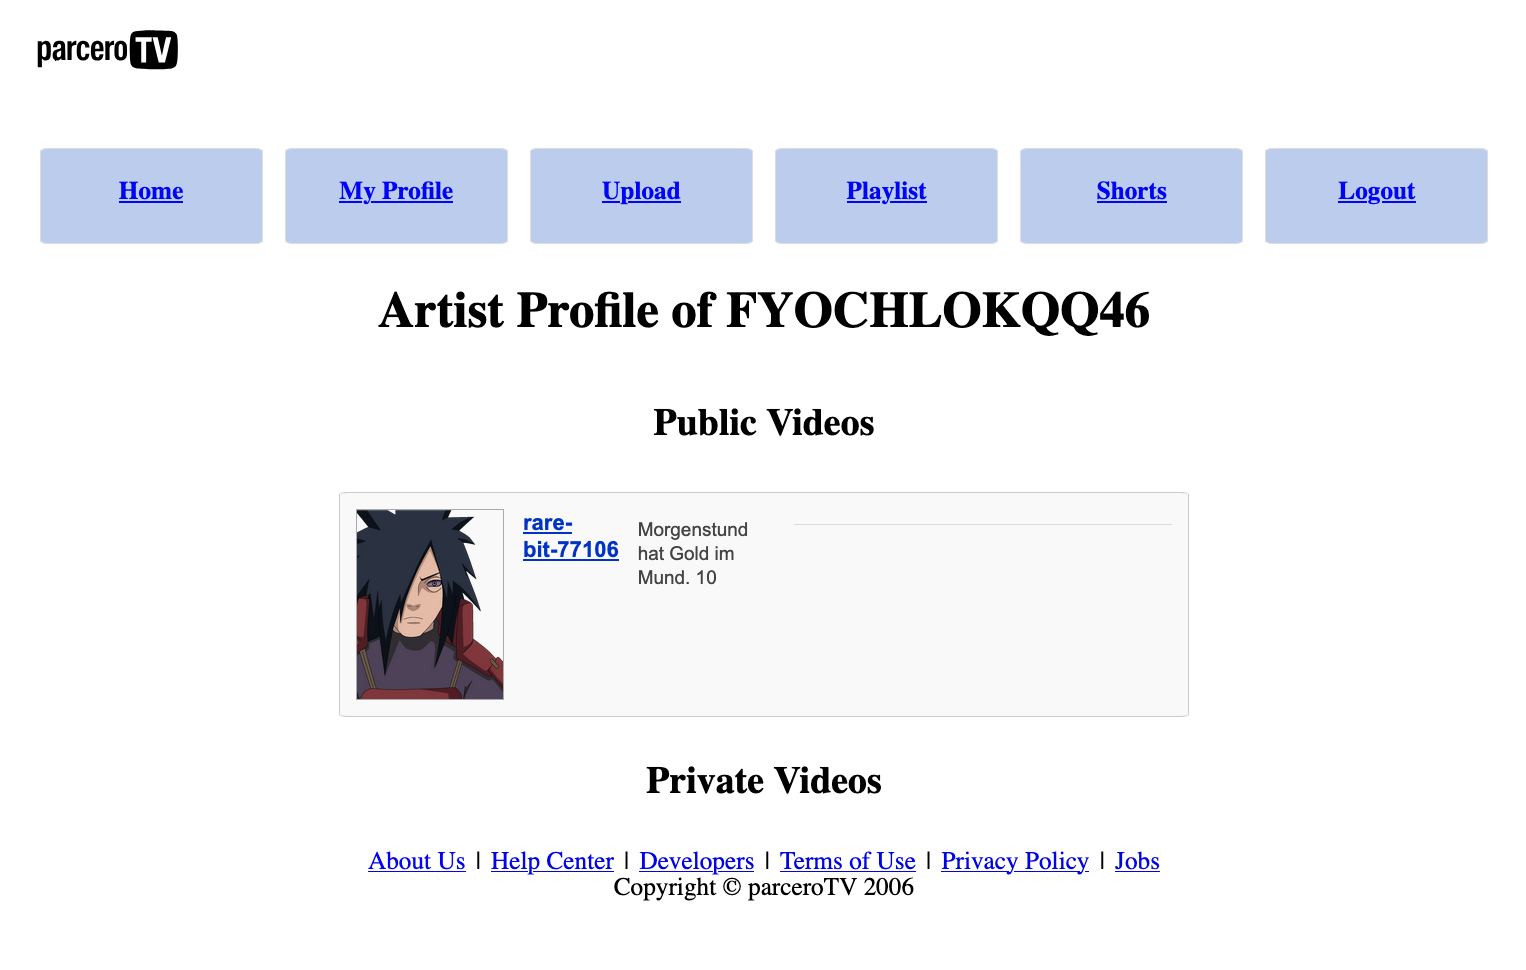 parceroTV
Home
My Profile
Upload
Playlist
Shorts
Logout
Artist Profile of FYOCHLOKQQ46
Public Videos
rare-
bit-77106
Morgenstund
hat Gold im
Mund. 10
Private Videos
About Us | Help Center | Developers | Terms of Use | Privacy Policy | Jobs
Copyright © parceroTV 2006